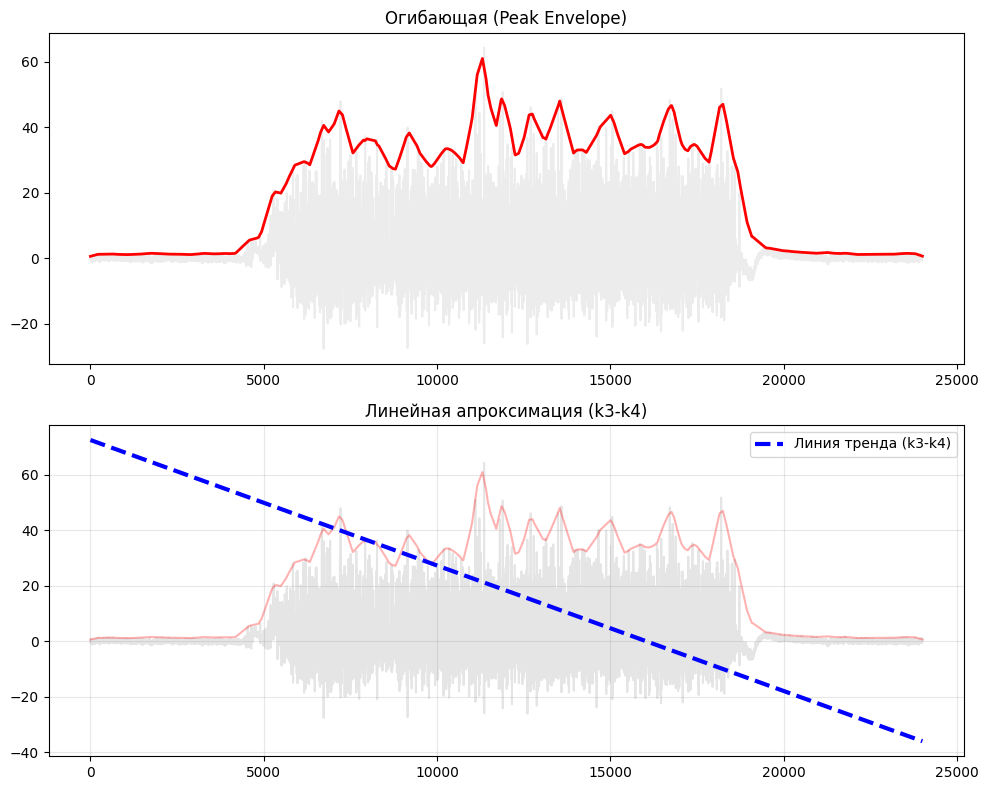 Огибающая (Peak Envelope)
60
40
20
0
−20
0 5000 10000 15000 20000 25000
Линейная апроксимация (k3-k4)
Линия тренда (k3-k4)
60
40
20
0
−20
−40
0 5000 10000 15000 20000 25000